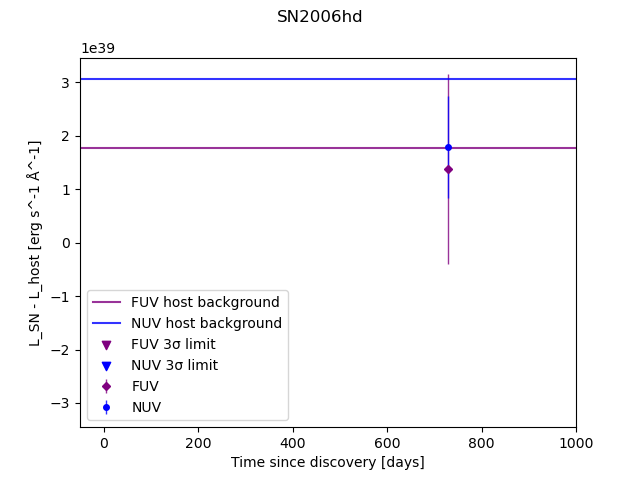 SN2006hd
1e39
3
2
1
0
−1
−2
−3
L_SN - L_host [erg s^-1 Å^-1]
FUV host background
NUV host background
FUV 3σ limit
NUV 3σ limit
FUV
NUV
0 200 400 600 800 1000
Time since discovery [days]